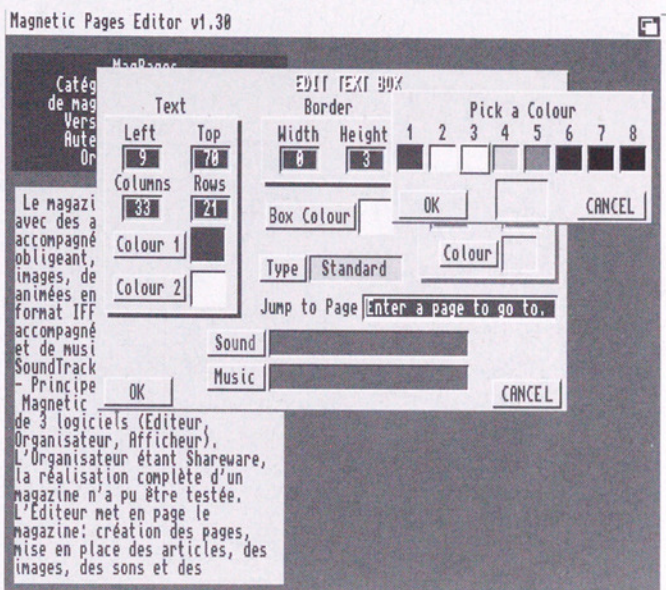 Magnetic Pages Editor v1.30
MagPages
Catég
de mag
Vers
Aute
Or
EDIT TEXT BOX
Text
Border
Left Top
9 70
Columns Rows
33 21
Colour 1
Colour 2
Width Height
0 3
Box Colour
Type Standard
Colour
Jump to Page Enter a page to go to.
Sound
Music
OK
CANCEL
Pick a Colour
1 2 3 4 5 6 7 8
OK
CANCEL
Le magazi
avec des a
accompagné
obligeant,
images, de
animées en
format IFF
accompagné
et de musi
SoundTrack
- Principe
Magnetic
de 3 logiciels (Editeur,
Organisateur, Afficheur).
L'Organisateur étant Shareware,
la réalisation complète d'un
magazine n'a pu être testée.
L'Editeur met en page le
magazine: création des pages,
mise en place des articles, des
images, des sons et des